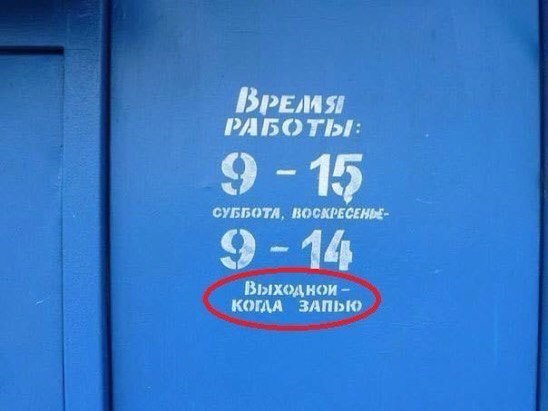 Время
работы:
9 – 15
суббота, воскресенье-
9 – 14
Выходной –
когда запью